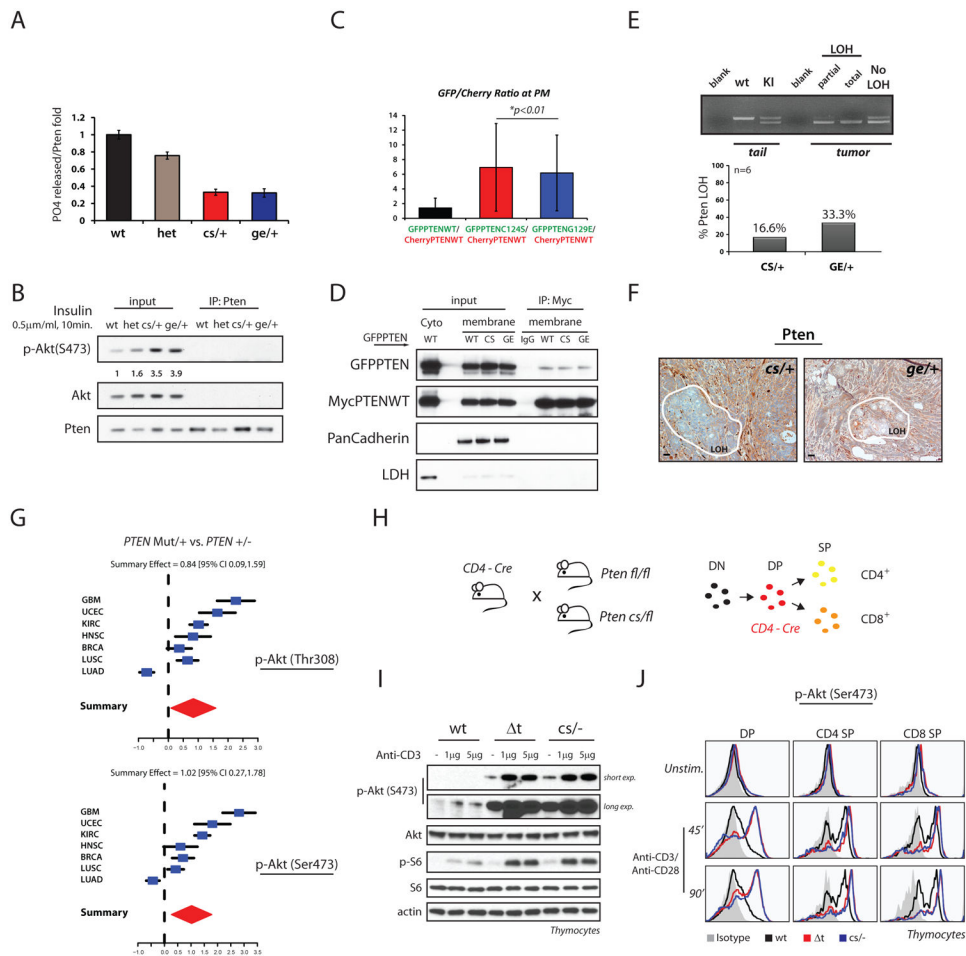 A
PO4 released/Pten fold
1.2
1
0.8
0.6
0.4
0.2
0
wt het cs/+ ge/+
B
Insulin
0.5µm/ml, 10min.
input IP: Pten
wt het cs/+ ge/+ wt het cs/+ ge/+
p-Akt(S473)
1 1.6 3.5 3.9
Akt
Pten
C
GFP/Cherry Ratio at PM
*p<0.01
14
12
10
8
6
4
2
0
GFPPTENWT/ GFPPTENC124S/ GFPPTENG129E/
CherryPTENWT CherryPTENWT CherryPTENWT
D
input IP: Myc
Cyto membrane membrane
GFPPTEN WT WT CS GE IgG WT CS GE
GFPPTEN
MycPTENWT
PanCadherin
LDH
E
LOH
blank wt KI blank partial total No LOH
tail tumor
% Pten LOH
100
80
60
40
20
0
n=6
16.6%
33.3%
CS/+ GE/+
F
Pten
cs/+ ge/+
LOH LOH
G
PTEN Mut/+ vs. PTEN +/-
Summary Effect = 0.84 [95% CI 0.09,1.59]
GBM
UCEC
KIRC
HNSC
BRCA
LUSC
LUAD
p-Akt (Thr308)
Summary
-1.0 0.0 0.5 1.0 1.5 2.0 2.5 3.0
Summary Effect = 1.02 [95% CI 0.27,1.78]
GBM
UCEC
KIRC
HNSC
BRCA
LUSC
LUAD
p-Akt (Ser473)
Summary
-1.0 0.0 0.5 1.0 1.5 2.0 2.5 3.0 3.5
H
CD4 - Cre
x
Pten fl/fl
Pten cs/fl
DN DP SP
CD4 - Cre
CD4+
CD8+
I
wt Δt cs/-
Anti-CD3 - 1µg 5µg - 1µg 5µg - 1µg 5µg
p-Akt (S473)
short exp.
long exp.
Akt
p-S6
S6
actin
Thymocytes
J
p-Akt (Ser473)
DP CD4 SP CD8 SP
Unstim.
45'
Anti-CD3/
Anti-CD28
90'
Isotype wt Δt cs/-
Thymocytes